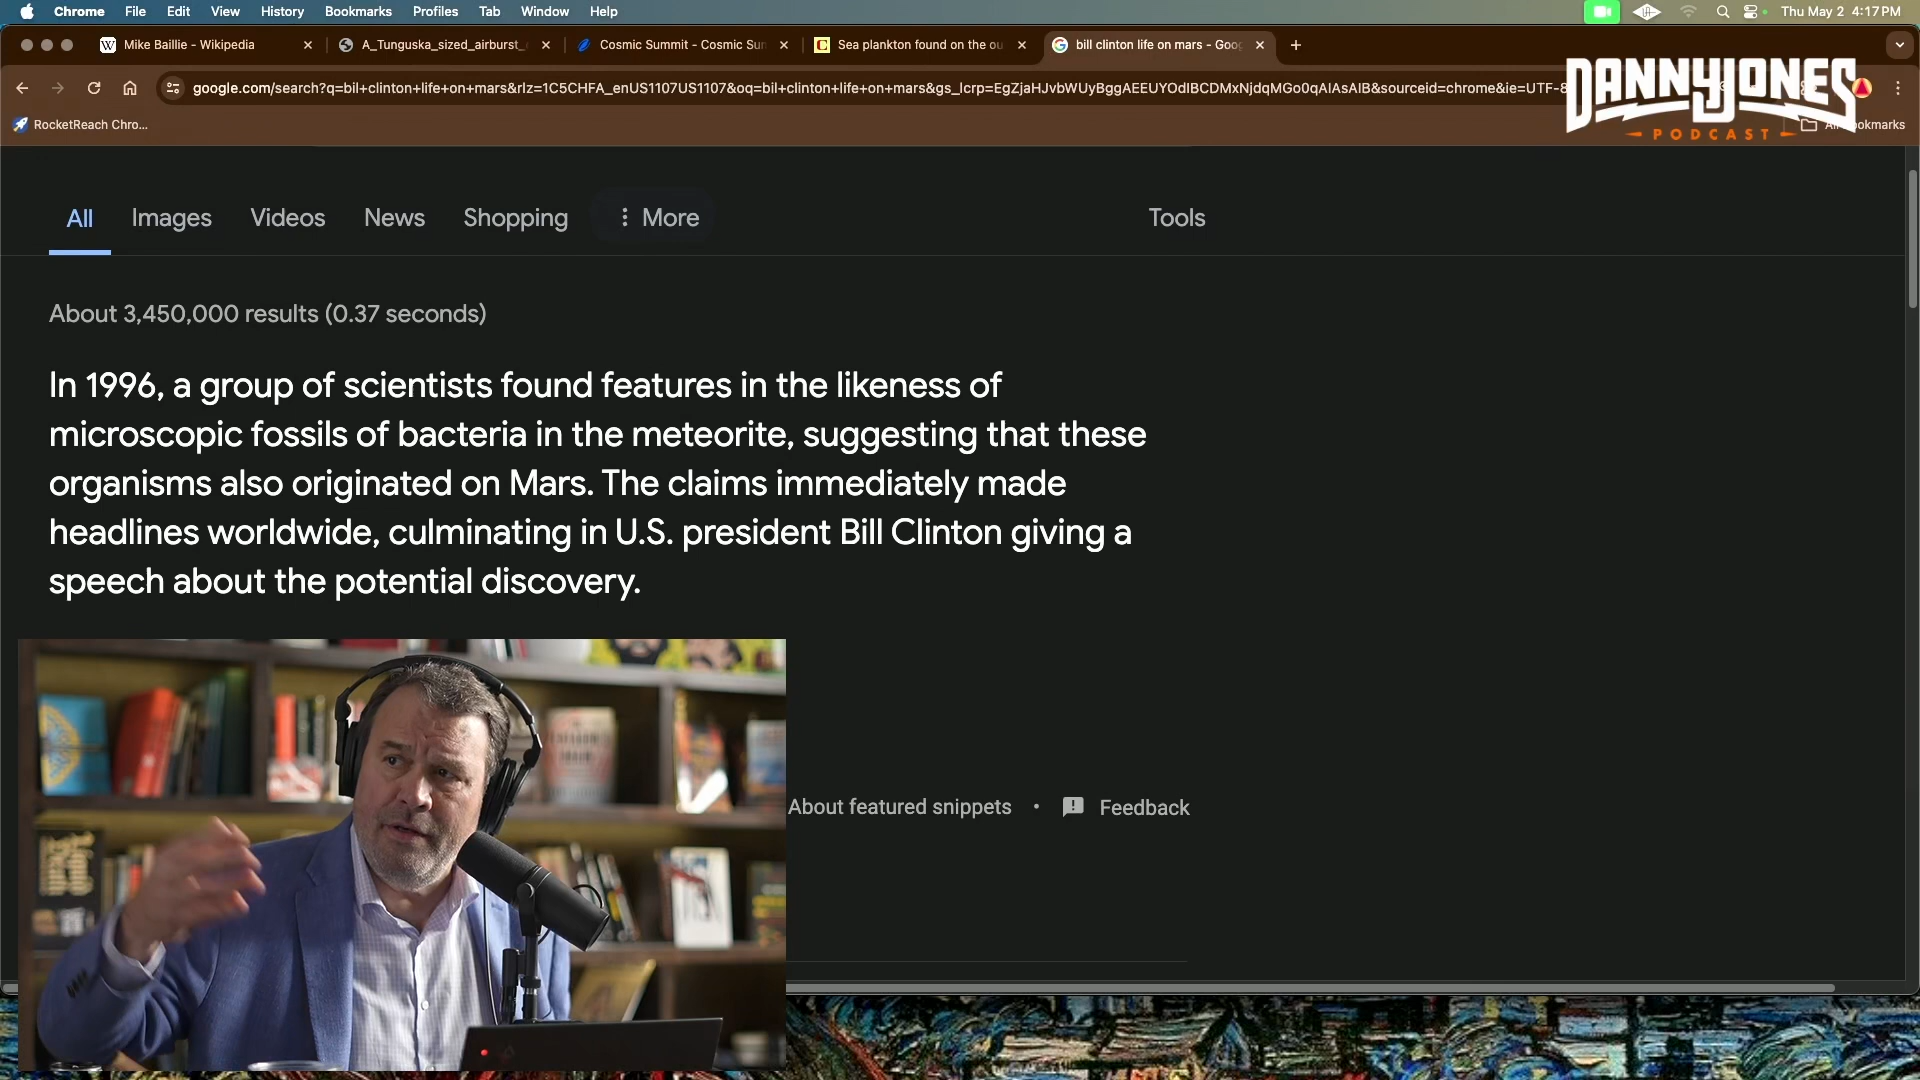 Chrome File Edit View History Bookmarks Profiles Tab Window Help Thu May 2 4:17 PM
Mike Baillie - Wikipedia A_Tunguska_sized_airburst_ Cosmic Summit - Cosmic Sun Sea plankton found on the ou bill clinton life on mars - Goog
google.com/search?q=bil+clinton+life+on+mars&rlz=1C5CHFA_enUS1107US1107&oq=bil+clinton+life+on+mars&gs_lcrp=EgZjaHJvbWUyBggAEEUYOdIBCDMxNjdqMGo0qAIAsAIB&sourceid=chrome&ie=UTF-8
DANNY JONES
PODCAST
RocketReach Chro...
All Bookmarks
All Images Videos News Shopping More Tools
About 3,450,000 results (0.37 seconds)
In 1996, a group of scientists found features in the likeness of
microscopic fossils of bacteria in the meteorite, suggesting that these
organisms also originated on Mars. The claims immediately made
headlines worldwide, culminating in U.S. president Bill Clinton giving a
speech about the potential discovery.
About featured snippets • Feedback